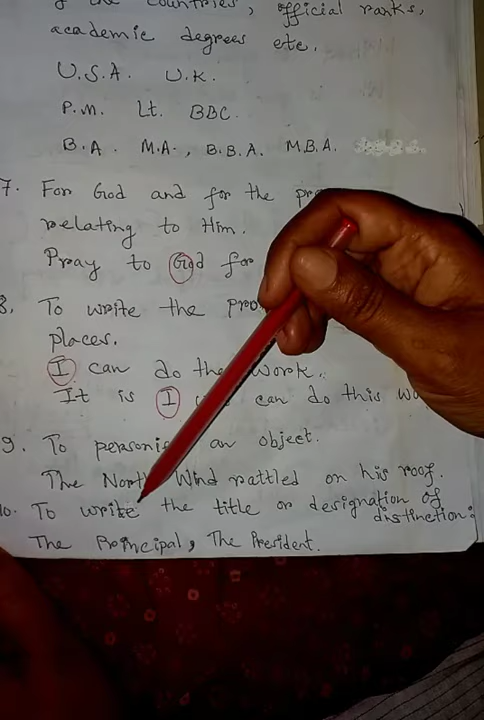 the countries, official ranks,
academic degrees etc.
U.S.A. U.K.
P.M. Lt. BBC.
B.A. M.A., B.B.A. M.B.A.
7. For God and for the
relating to Him.
Pray to God for
8. To write the
places.
I can do the work.
It is I can do this
9. To an object.
The North Wind rattled on his roof.
10. To write the title or designation of
distinction:
The Principal, The President.